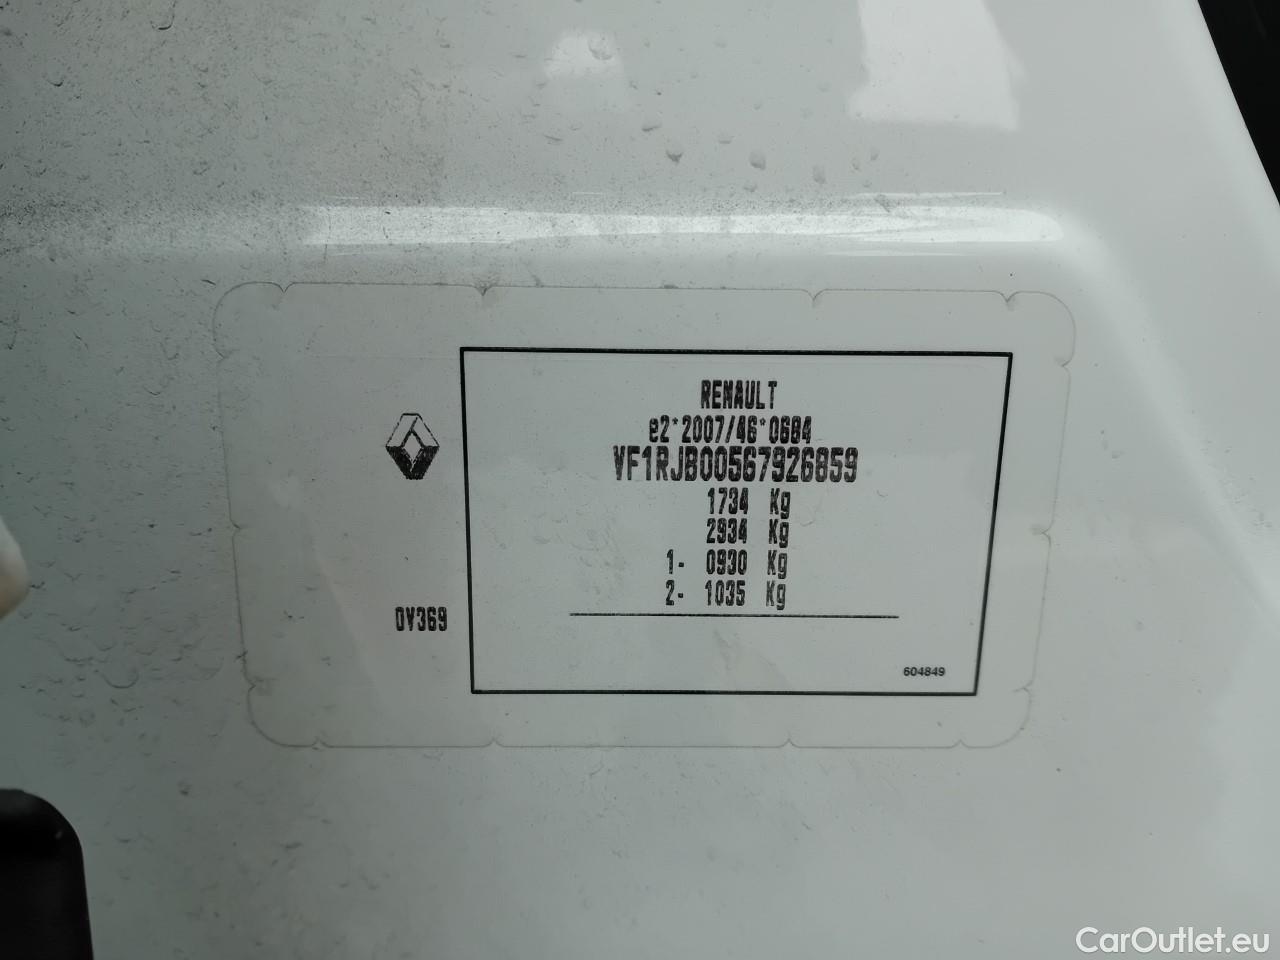 RENAULT
e2*2007/46*0684
VF1RJB00567926859
1734 Kg
2934 Kg
1- 0930 Kg
2- 1035 Kg
0V369
604849
CarOutlet.eu